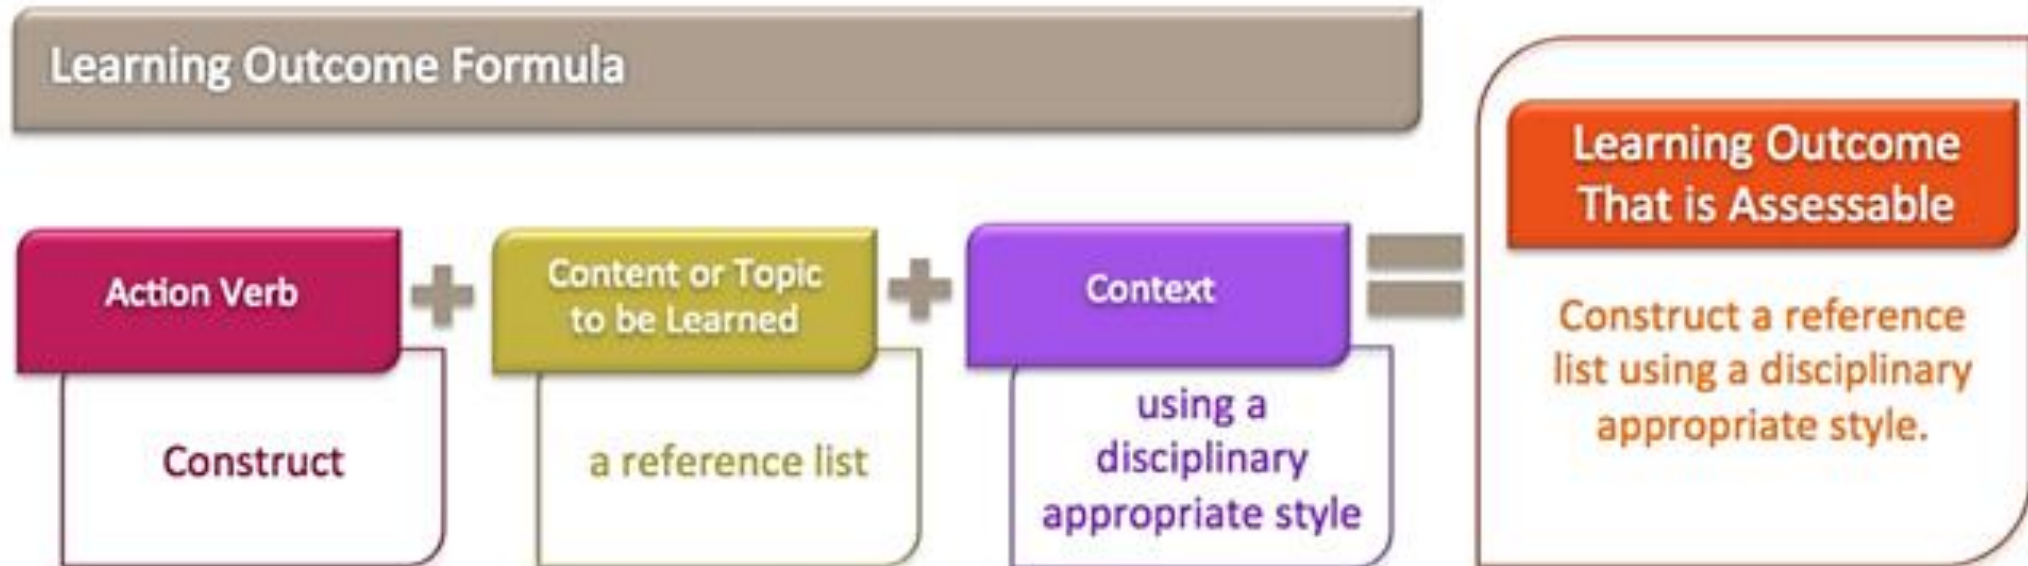 Learning Outcome Formula
Action Verb
Construct
Content or Topic
to be Learned
a reference list
Context
using a
disciplinary
appropriate style
Learning Outcome
That is Assessable
Construct a reference
list using a disciplinary
appropriate style.